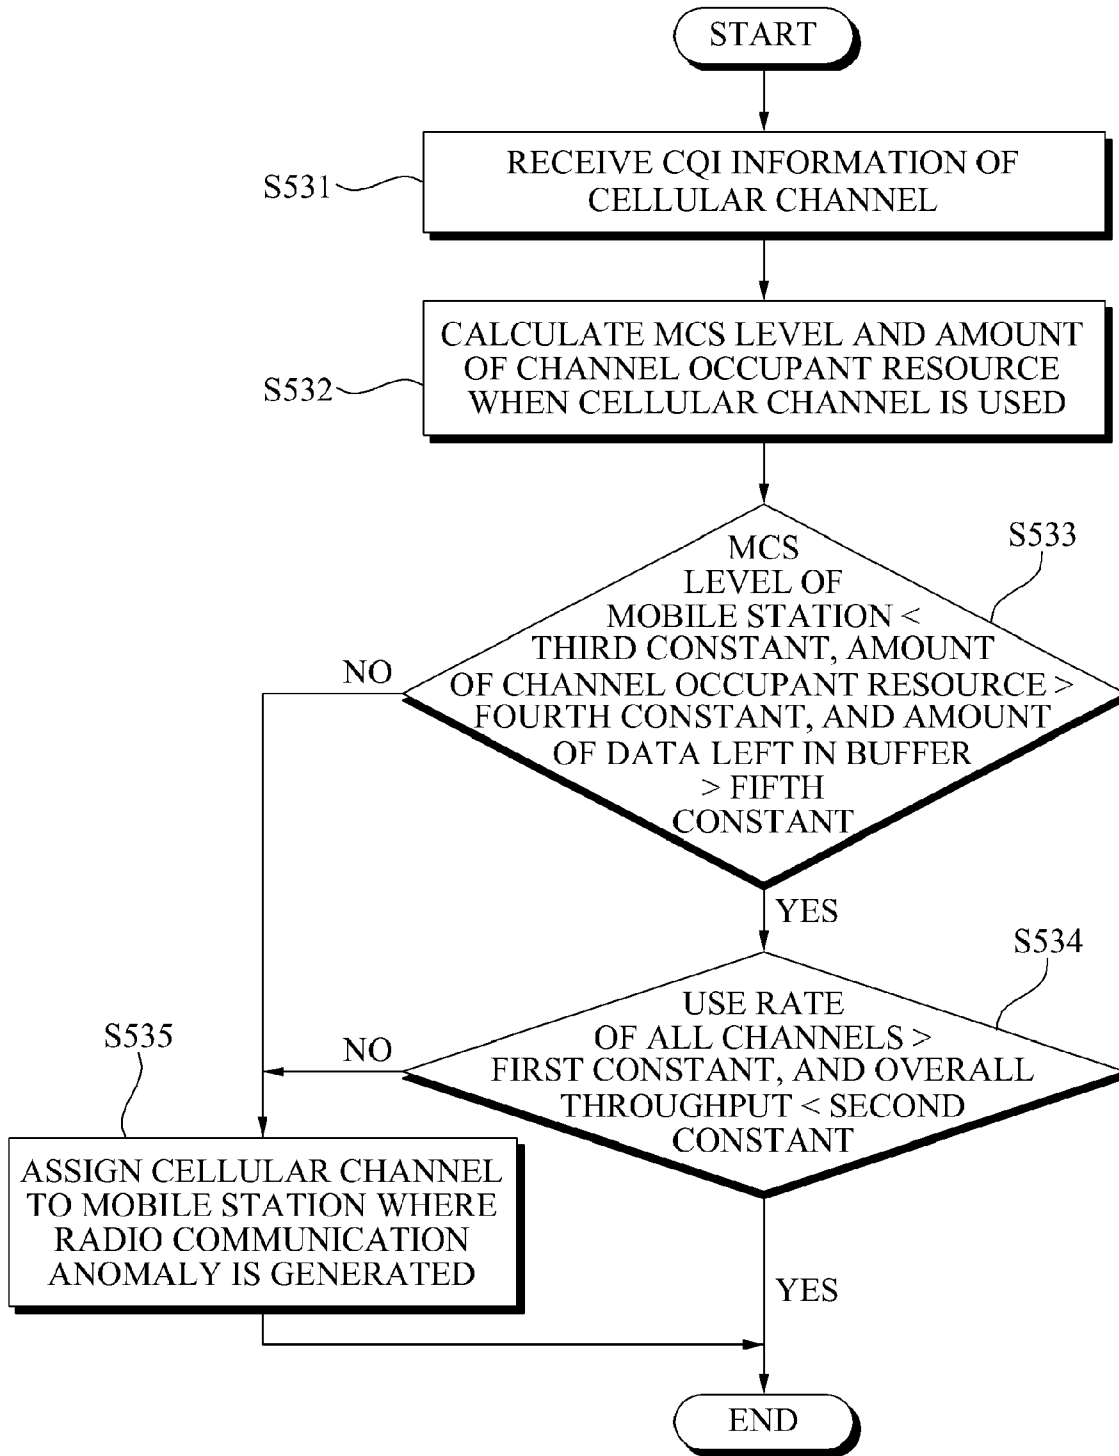 START
S531
RECEIVE CQI INFORMATION OF
CELLULAR CHANNEL
S532
CALCULATE MCS LEVEL AND AMOUNT
OF CHANNEL OCCUPANT RESOURCE
WHEN CELLULAR CHANNEL IS USED
S533
MCS
LEVEL OF
MOBILE STATION <
THIRD CONSTANT, AMOUNT
OF CHANNEL OCCUPANT RESOURCE >
FOURTH CONSTANT, AND AMOUNT
OF DATA LEFT IN BUFFER
> FIFTH
CONSTANT
NO
YES
S534
USE RATE
OF ALL CHANNELS >
FIRST CONSTANT, AND OVERALL
THROUGHPUT < SECOND
CONSTANT
NO
YES
S535
ASSIGN CELLULAR CHANNEL
TO MOBILE STATION WHERE
RADIO COMMUNICATION
ANOMALY IS GENERATED
END